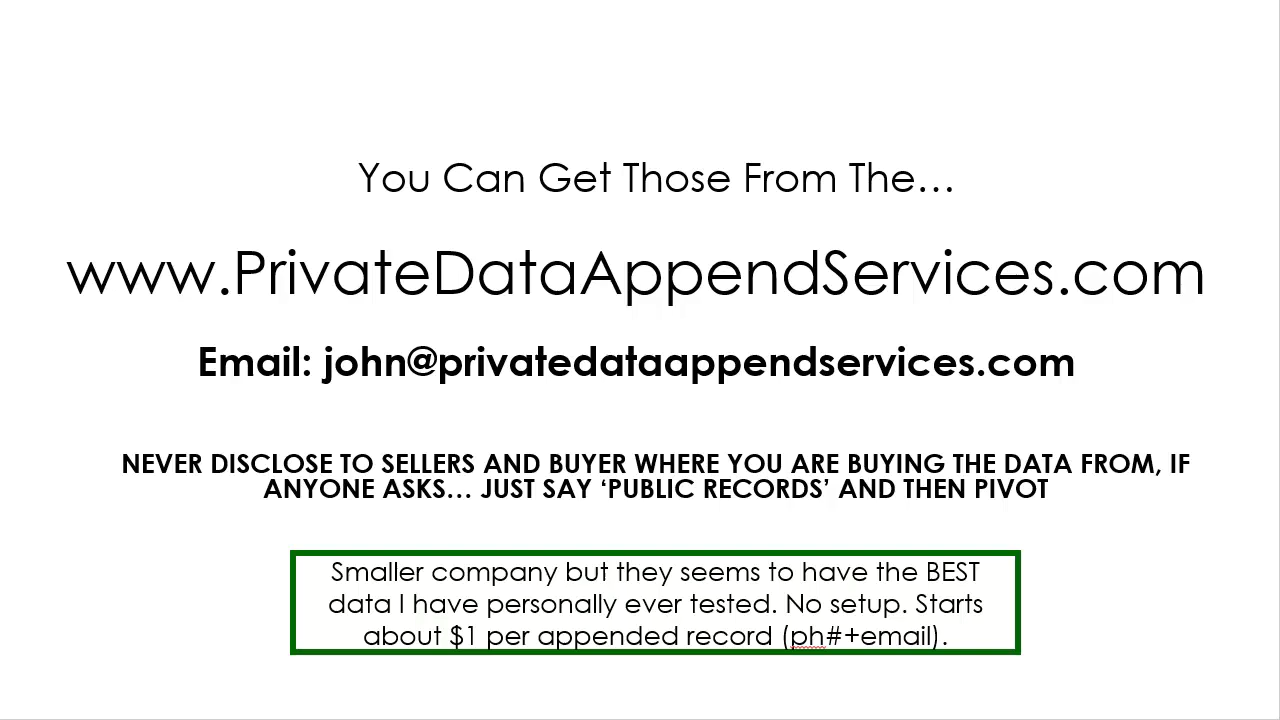 You Can Get Those From The...
www.PrivateDataAppendServices.com
Email: john@privatedataappendservices.com
NEVER DISCLOSE TO SELLERS AND BUYER WHERE YOU ARE BUYING THE DATA FROM, IF
ANYONE ASKS... JUST SAY ‘PUBLIC RECORDS’ AND THEN PIVOT
Smaller company but they seems to have the BEST
data I have personally ever tested. No setup. Starts
about $1 per appended record (ph#+email).